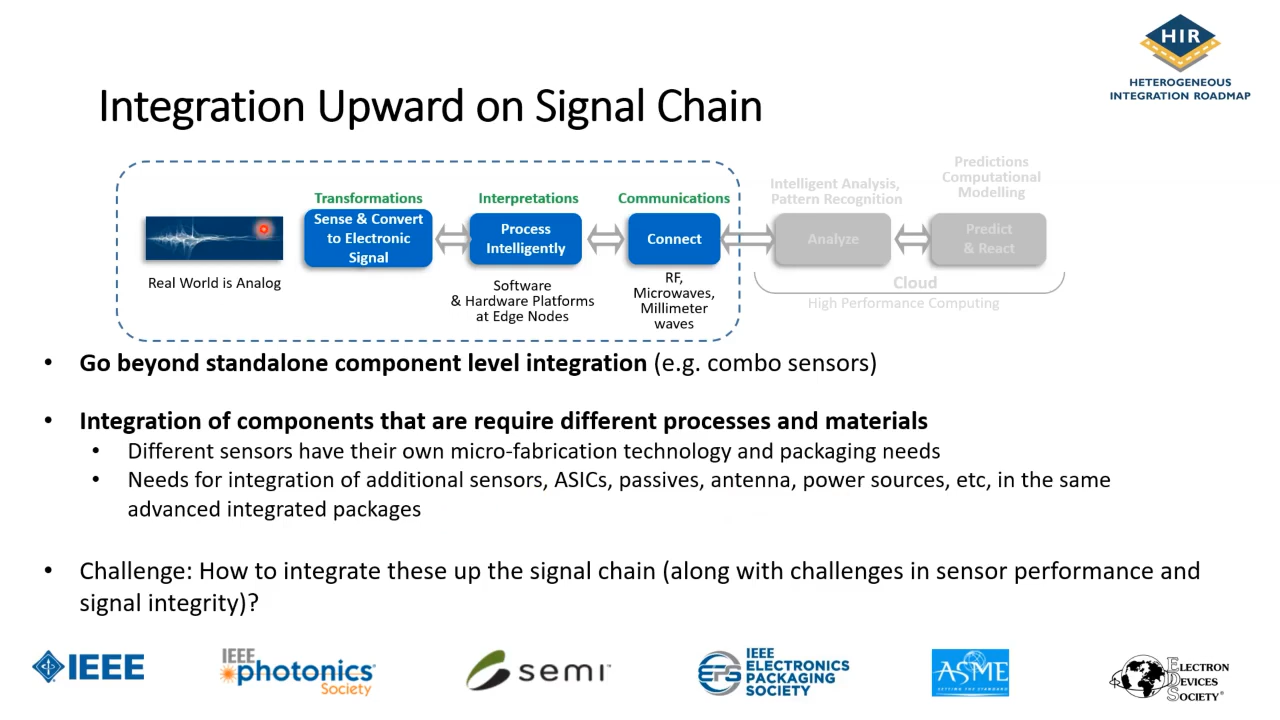 HIR
HETEROGENEOUS
INTEGRATION ROADMAP
Integration Upward on Signal Chain
Transformations
Sense & Convert
to Electronic
Signal
Interpretations
Process
Intelligently
Communications
Connect
Intelligent Analysis,
Pattern Recognition
Analyze
Predictions
Computational
Modelling
Predict
& React
Real World is Analog
Software
& Hardware Platforms
at Edge Nodes
RF,
Microwaves,
Millimeter
waves
Cloud
High Performance Computing
• Go beyond standalone component level integration (e.g. combo sensors)
• Integration of components that are require different processes and materials
• Different sensors have their own micro-fabrication technology and packaging needs
• Needs for integration of additional sensors, ASICs, passives, antenna, power sources, etc, in the same
advanced integrated packages
• Challenge: How to integrate these up the signal chain (along with challenges in sensor performance and
signal integrity)?
IEEE
IEEE
photonics
Society
semi™
EPS
IEEE
ELECTRONICS
PACKAGING
SOCIETY
ASME
SETTING THE STANDARD
ELECTRON
DEVICES
SOCIETY®